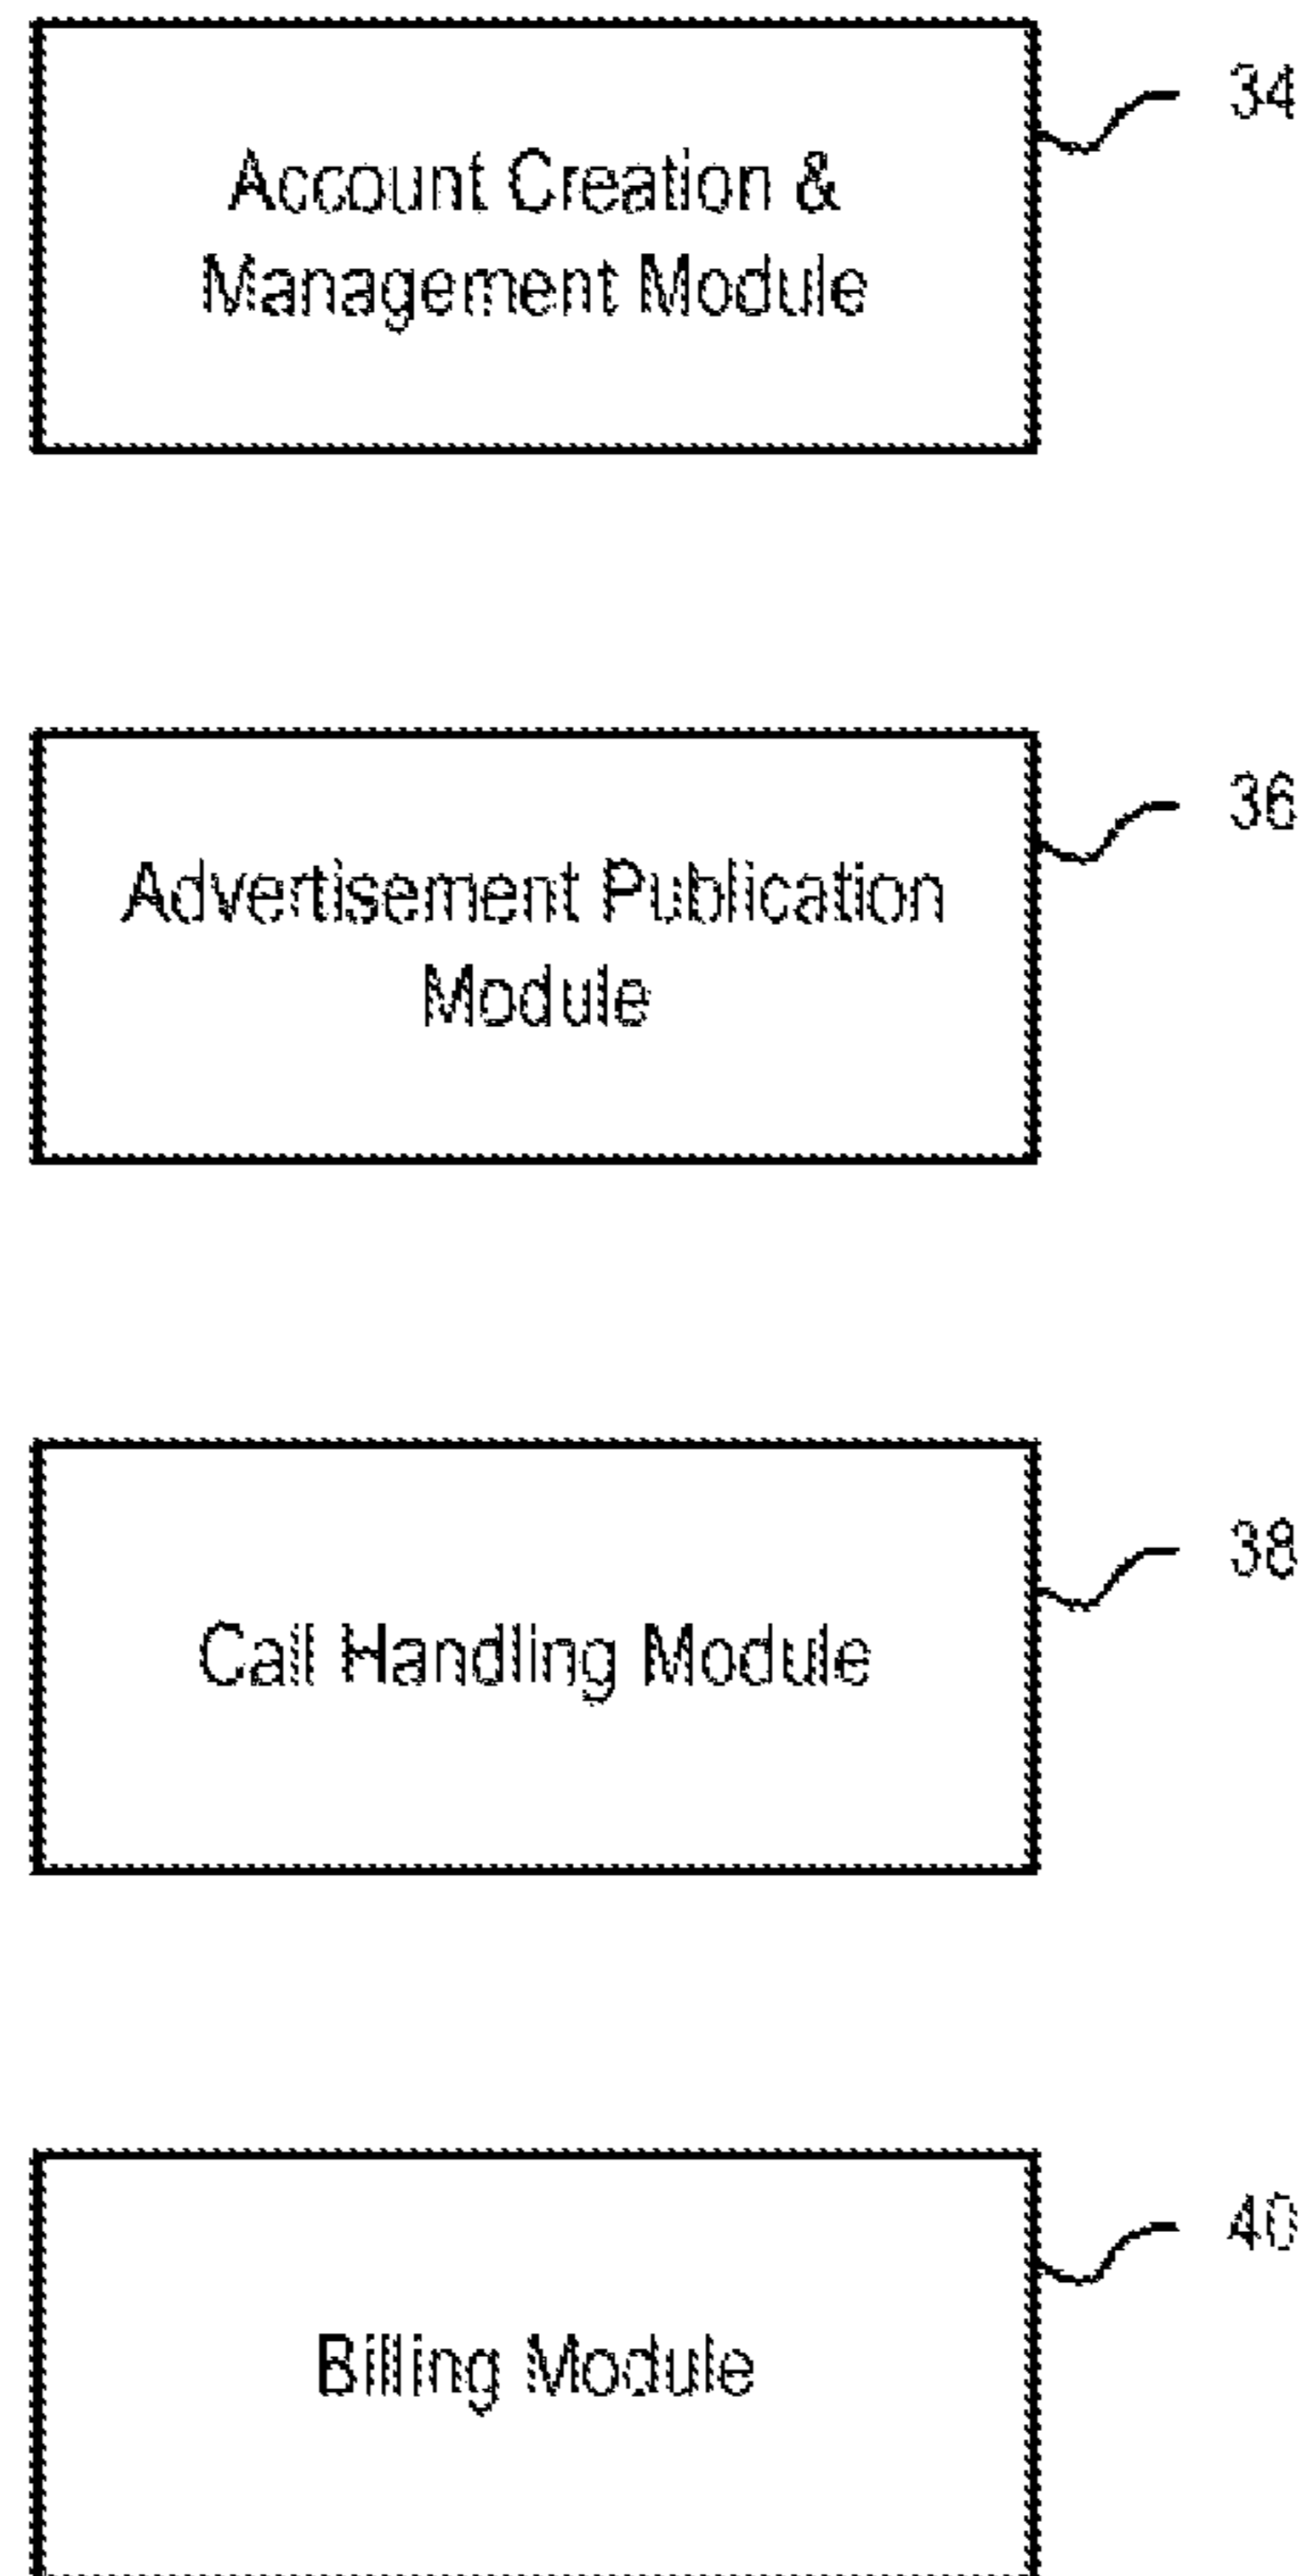 34
Account Creation &
Management Module
36
Advertisement Publication
Module
38
Call Handling Module
40
Billing Module